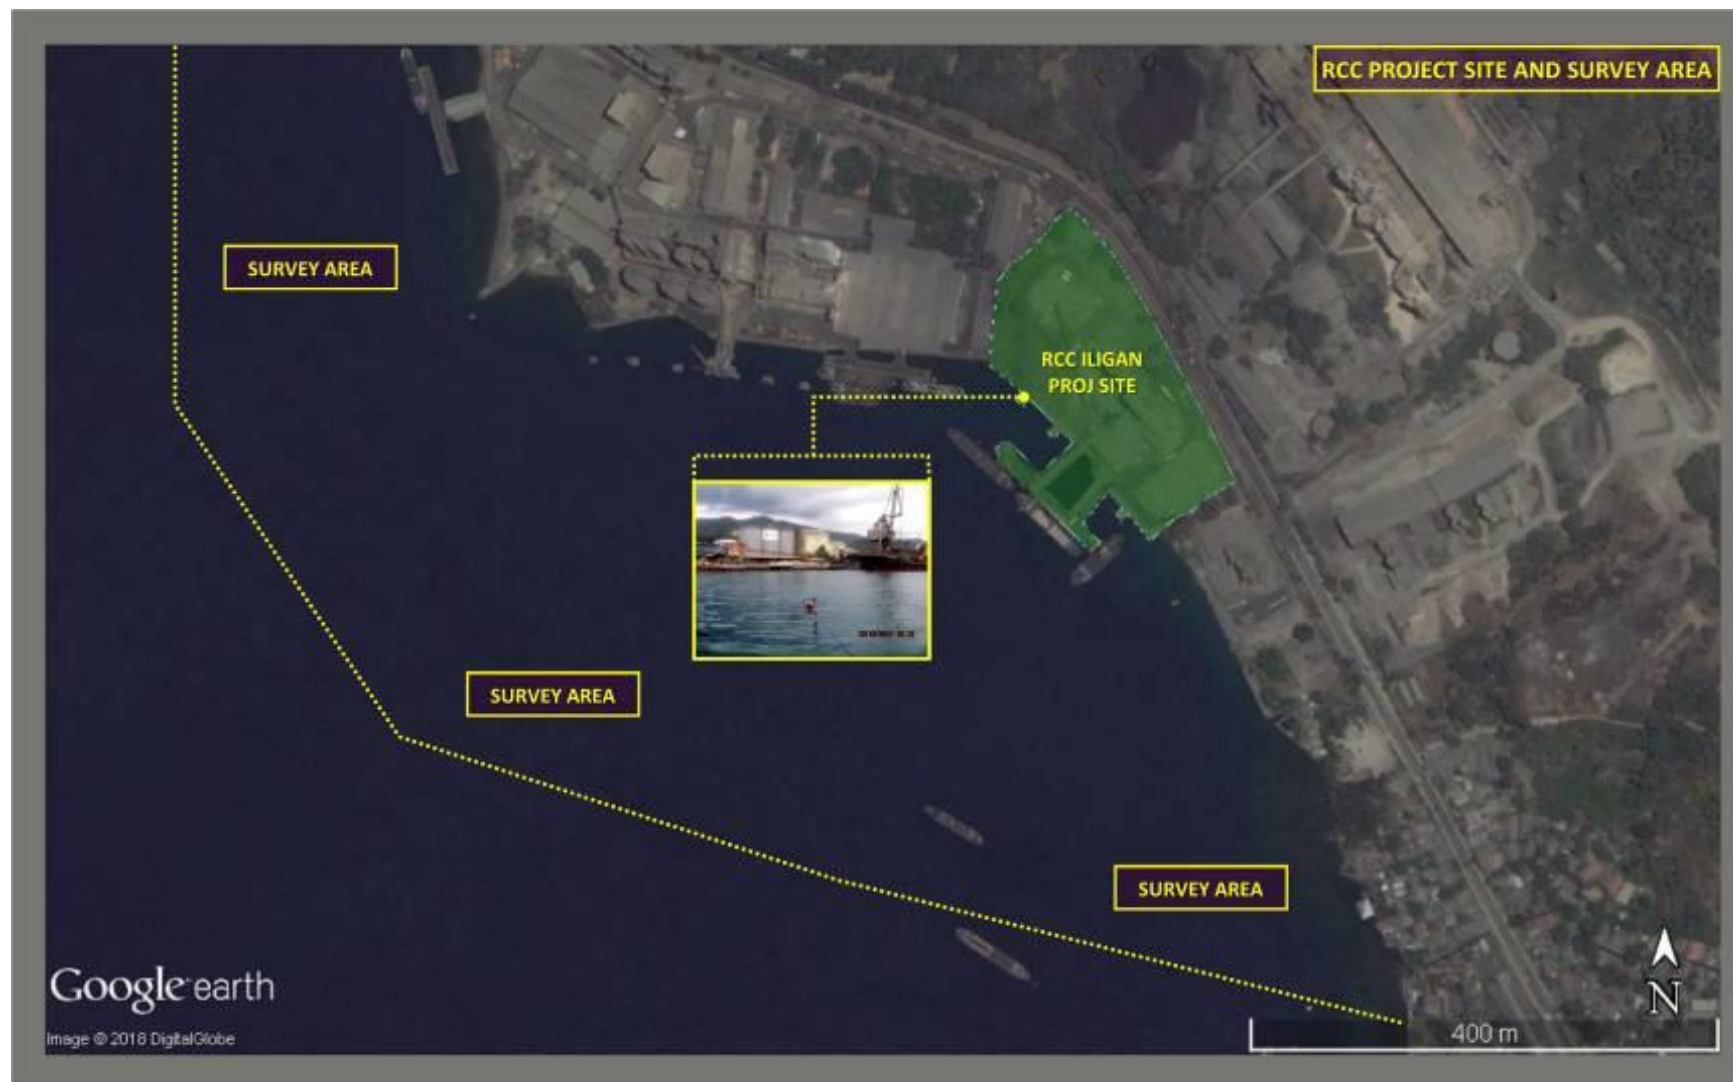 RCC PROJECT SITE AND SURVEY AREA
SURVEY AREA
RCC ILIGAN
PROJ SITE
SURVEY AREA
SURVEY AREA
Google earth
N
400 m
Image © 2018 DigitalGlobe